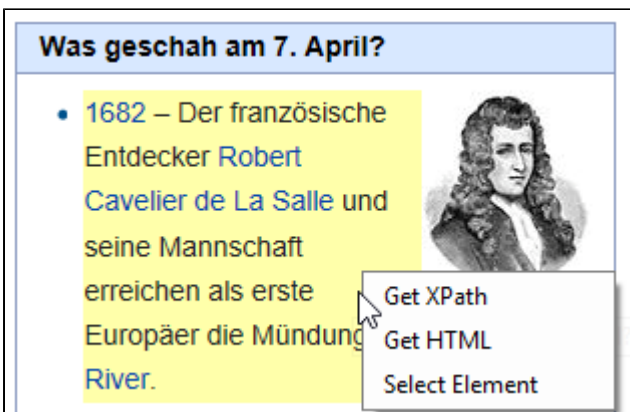 Was geschah am 7. April?
1682 – Der französische
Entdecker Robert
Cavelier de La Salle und
seine Mannschaft
erreichen als erste
Europäer die Mündung
River.
Get XPath
Get HTML
Select Element